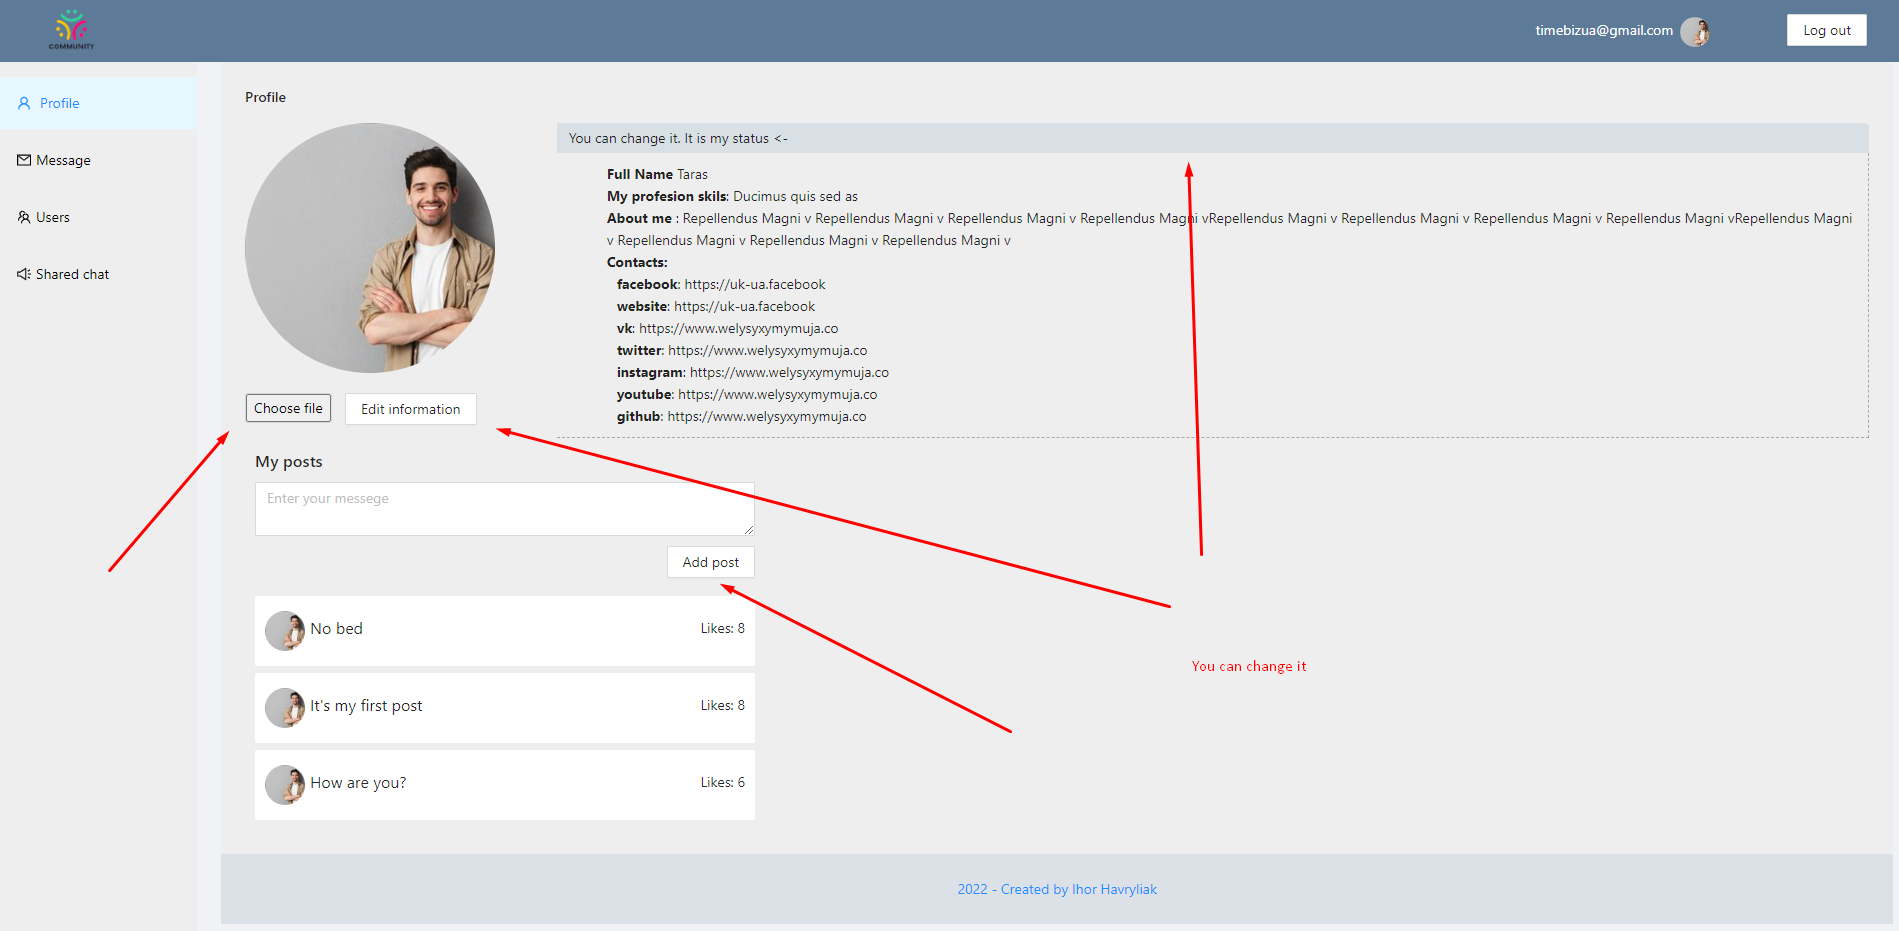 COMMUNITY
timebizua@gmail.com
Log out
Profile
Message
Users
Shared chat
Profile
You can change it. It is my status <-
Full Name Taras
My profesion skils: Ducimus quis sed as
About me : Repellendus Magni v Repellendus Magni v Repellendus Magni v Repellendus Magni vRepellendus Magni v Repellendus Magni v Repellendus Magni v Repellendus Magni vRepellendus Magni
v Repellendus Magni v Repellendus Magni v Repellendus Magni v
Contacts:
facebook: https://uk-ua.facebook
website: https://uk-ua.facebook
vk: https://www.welysyxymymuja.co
twitter: https://www.welysyxymymuja.co
instagram: https://www.welysyxymymuja.co
youtube: https://www.welysyxymymuja.co
github: https://www.welysyxymymuja.co
Choose file
Edit information
My posts
Enter your messege
Add post
No bed
Likes: 8
It's my first post
Likes: 8
How are you?
Likes: 6
You can change it
2022 - Created by Ihor Havryliak